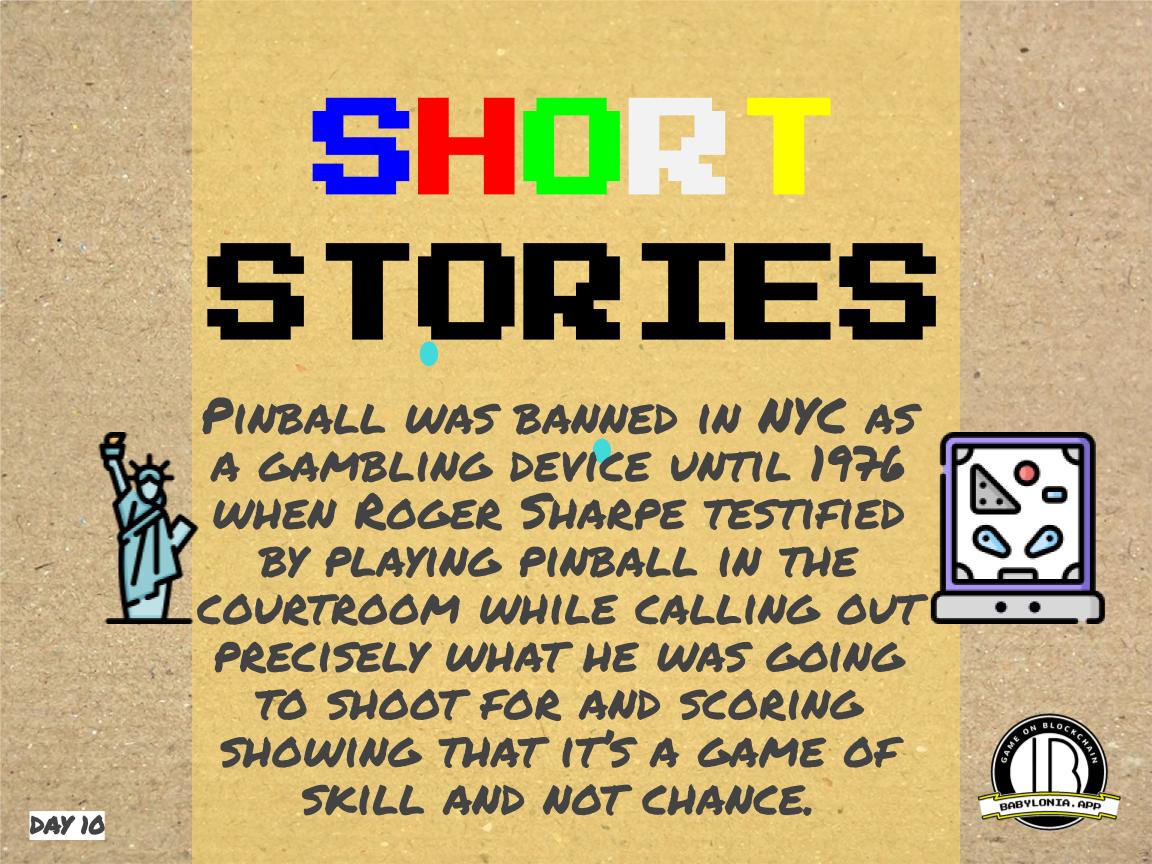 SHORT
STORIES
PINBALL WAS BANNED IN NYC AS
A GAMBLING DEVICE UNTIL 1976
WHEN ROGER SHARPE TESTIFIED
BY PLAYING PINBALL IN THE
COURTROOM WHILE CALLING OUT
PRECISELY WHAT HE WAS GOING
TO SHOOT FOR AND SCORING
SHOWING THAT IT'S A GAME OF
SKILL AND NOT CHANCE.
GAME ON BLOCKCHAIN
B
BABYLONIA.APP
DAY 10